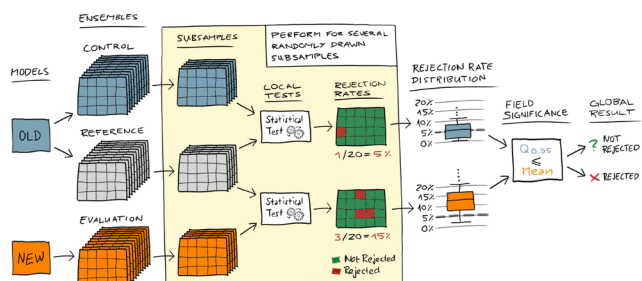 ENSEMBLES
SUBSAMPLES
PERFORM FOR SEVERAL
RANDOMLY DRAWN
SUBSAMPLES
MODELS
CONTROL
LOCAL
TESTS
REJECTION
RATES
REJECTION RATE
DISTRIBUTION
FIELD
SIGNIFICANCE
GLOBAL
RESULT
OLD
REFERENCE
Statistical
Test
1/20=5%
20%
15%
10%
5%
0%
Q0.95
≤
Mean
? NOT
REJECTED
X REJECTED
EVALUATION
NEW
Statistical
Test
3/20=15%
20%
15%
10%
5%
0%
Not Rejected
Rejected